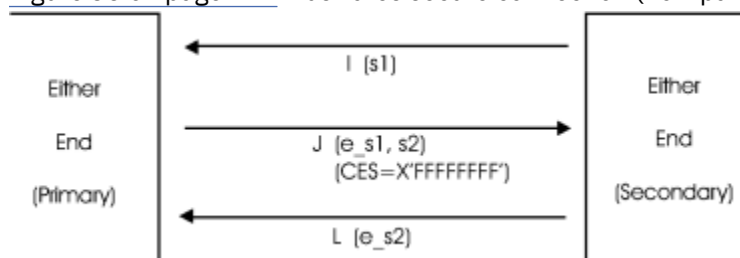 I (s1)
Either
End
(Primary)
Either
End
(Secondary)
J (e_s1, s2)
(CES=X'FFFFFFFF')
L (e_s2)